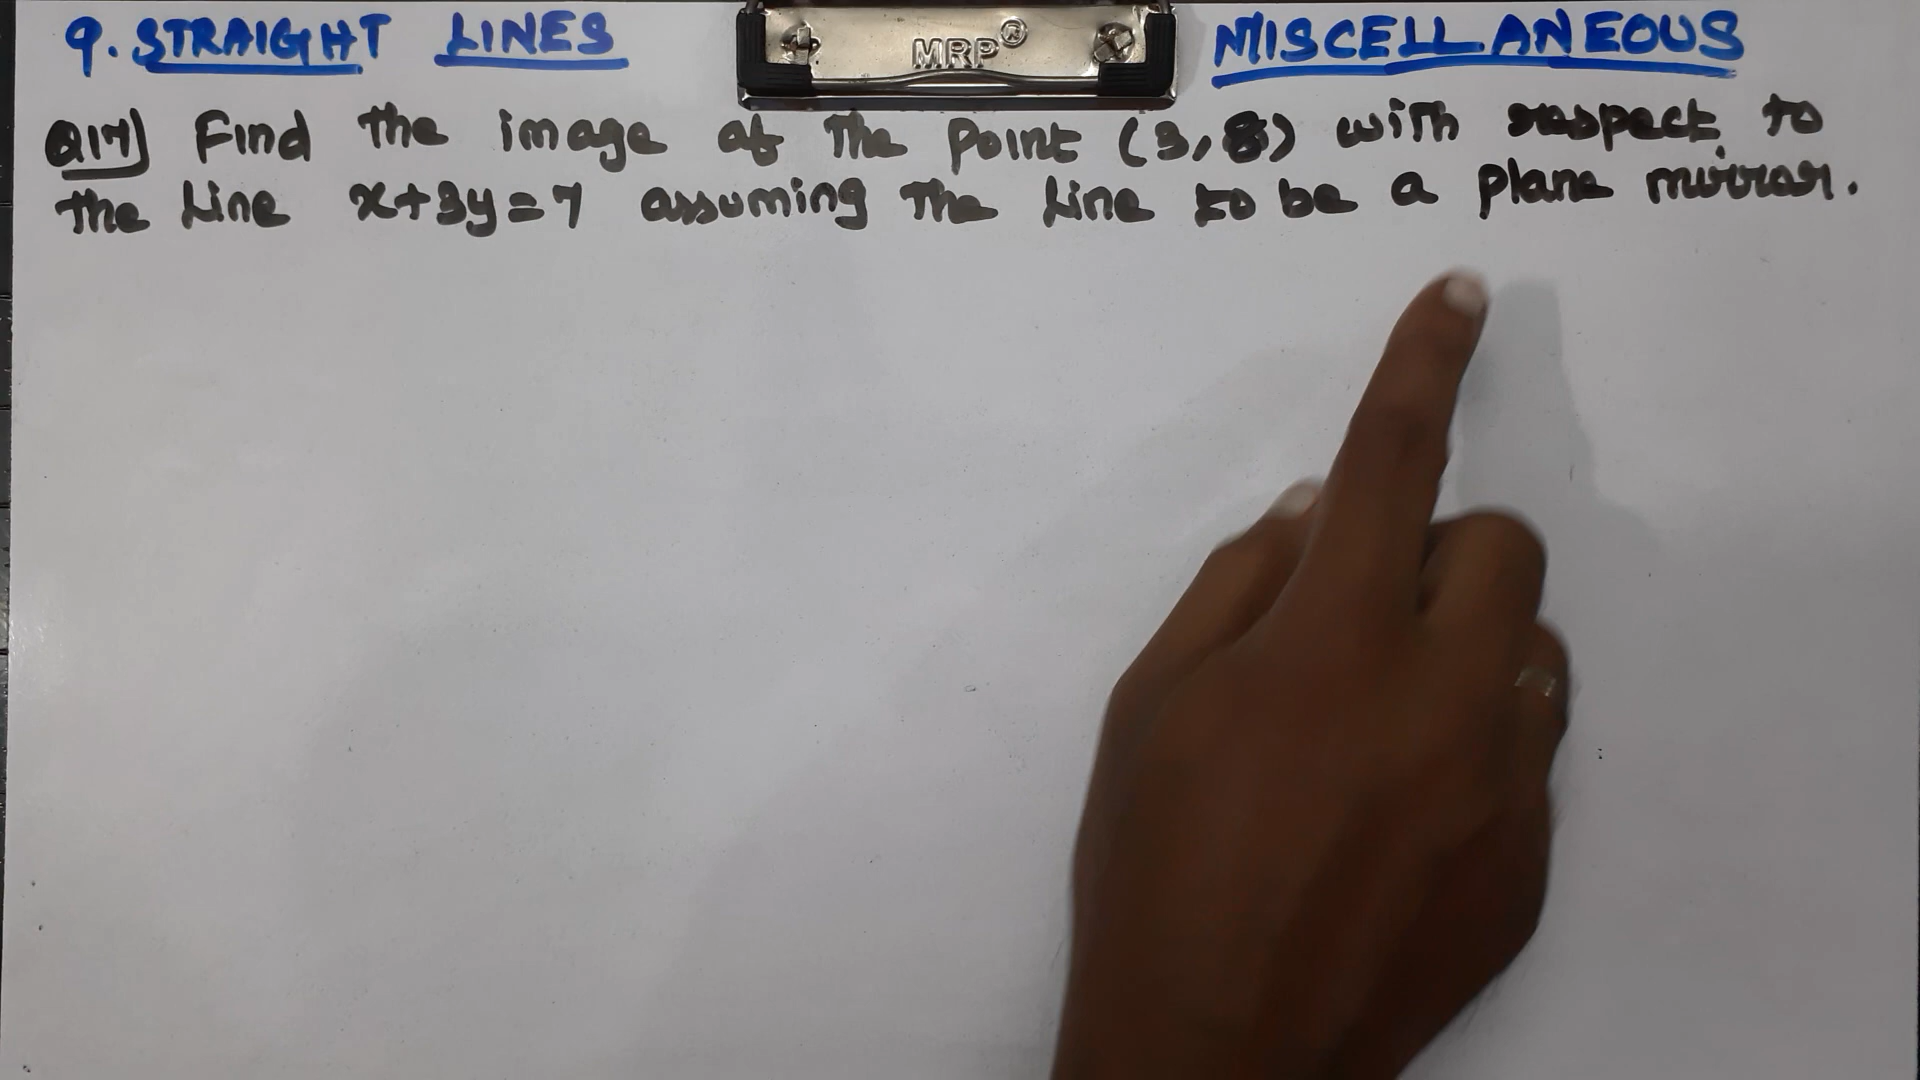 9. STRAIGHT LINES
MRP®
MISCELLANEOUS
Q17) Find the image of the point (3,8) with respect to
the line x+3y=7 assuming the line to be a plane mirror.